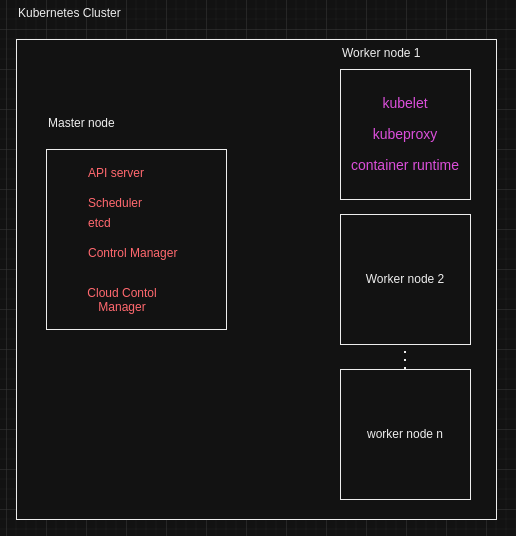 Kubernetes Cluster
Master node
API server
Scheduler
etcd
Control Manager
Cloud Contol
Manager
Worker node 1
kubelet
kubeproxy
container runtime
Worker node 2
worker node n